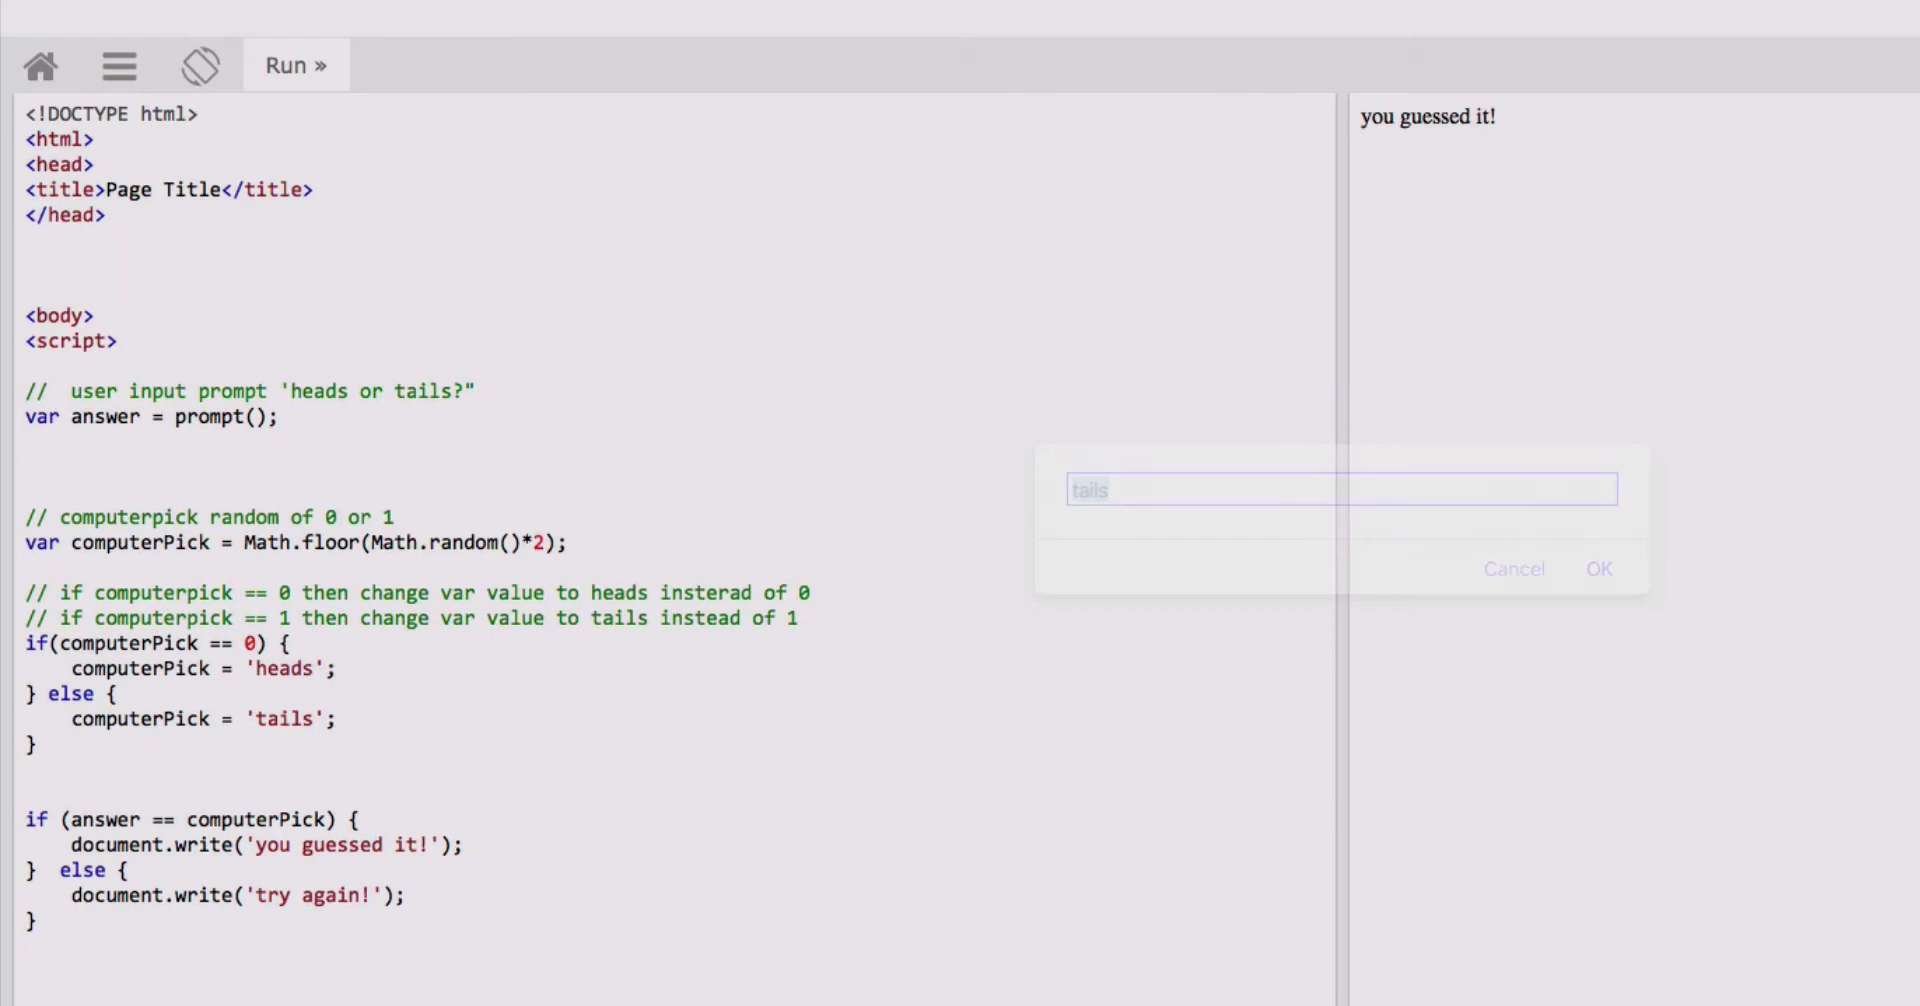 Run »
<!DOCTYPE html>
<html>
<head>
<title>Page Title</title>
</head>
<body>
<script>
//  user input prompt 'heads or tails?"
var answer = prompt();
// computerpick random of 0 or 1
var computerPick = Math.floor(Math.random()*2);
// if computerpick == 0 then change var value to heads insterad of 0
// if computerpick == 1 then change var value to tails instead of 1
if(computerPick == 0) {
    computerPick = 'heads';
} else {
    computerPick = 'tails';
}
if (answer == computerPick) {
    document.write('you guessed it!');
}  else {
    document.write('try again!');
}
you guessed it!
tails
Cancel
OK